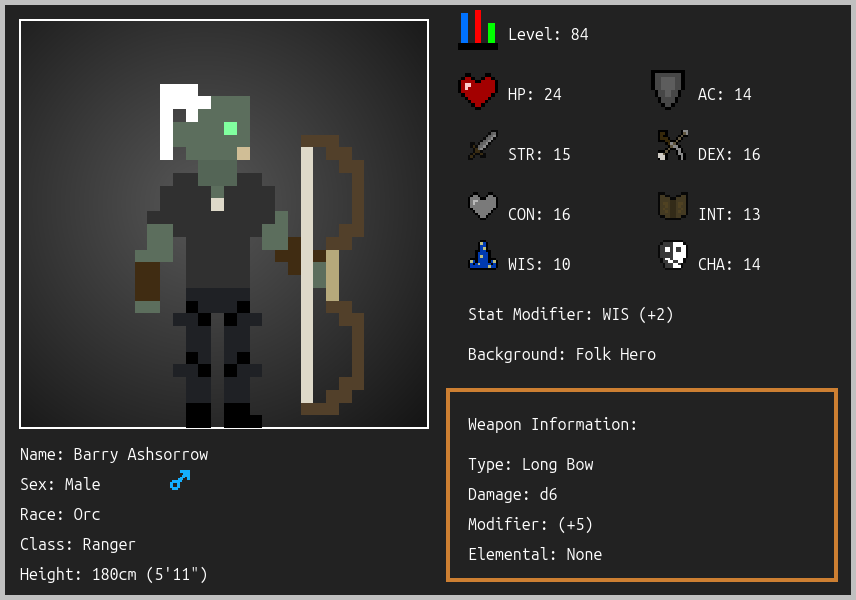 Level: 84
HP: 24
AC: 14
STR: 15
DEX: 16
CON: 16
INT: 13
WIS: 10
CHA: 14
Stat Modifier: WIS (+2)
Background: Folk Hero
Weapon Information:
Type: Long Bow
Damage: d6
Modifier: (+5)
Elemental: None
Name: Barry Ashsorrow
Sex: Male
Race: Orc
Class: Ranger
Height: 180cm (5'11")